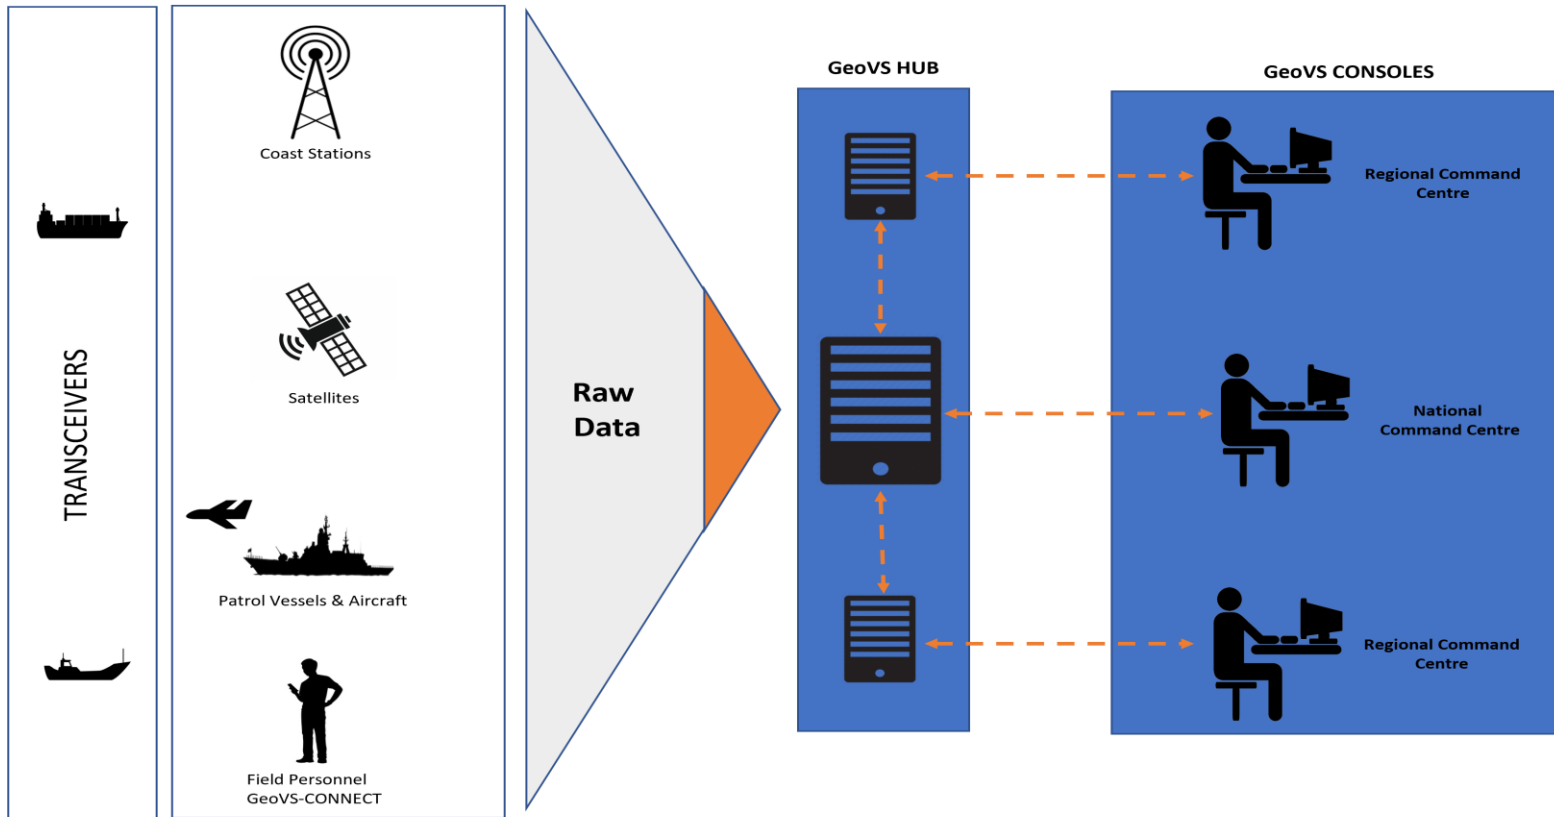 TRANSCEIVERS
Coast Stations
Satellites
Patrol Vessels & Aircraft
Field Personnel
GeoVS-CONNECT
Raw
Data
GeoVS HUB
GeoVS CONSOLES
Regional Command
Centre
National
Command Centre
Regional Command
Centre